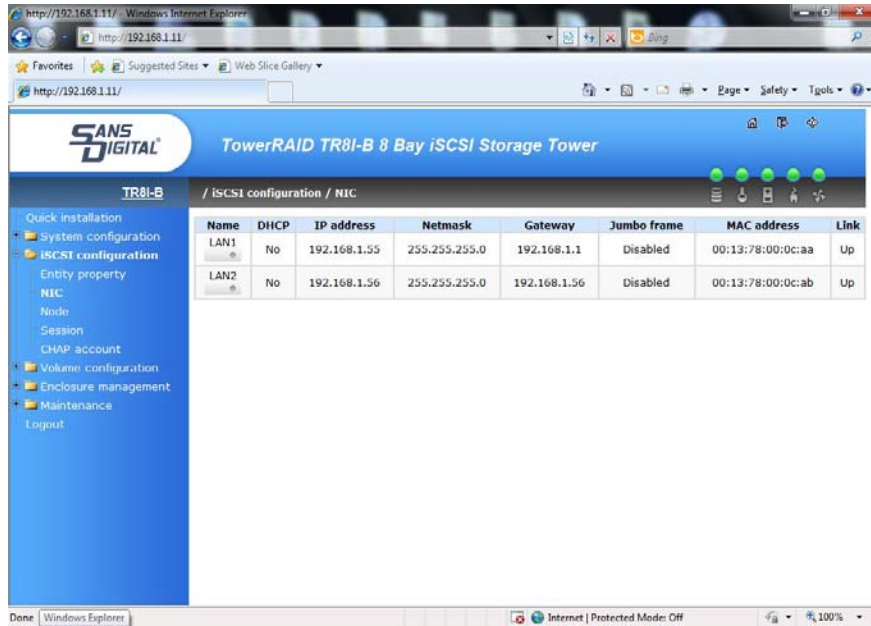 http://192.168.1.11/ - Windows Internet Explorer
http://192.168.1.11/
Bing
Favorites Suggested Sites Web Slice Gallery
http://192.168.1.11/
Page Safety Tools
SANS DIGITAL
TowerRAID TR8I-B 8 Bay iSCSI Storage Tower
TR8I-B
/ iSCSI configuration / NIC
Quick installation
System configuration
iSCSI configuration
Entity property
NIC
Node
Session
CHAP account
Volume configuration
Enclosure management
Maintenance
Logout
Name DHCP IP address Netmask Gateway Jumbo frame MAC address Link
LAN1 No 192.168.1.55 255.255.255.0 192.168.1.1 Disabled 00:13:78:00:0c:aa Up
LAN2 No 192.168.1.56 255.255.255.0 192.168.1.56 Disabled 00:13:78:00:0c:ab Up
Done Windows Explorer Internet | Protected Mode: Off 100%